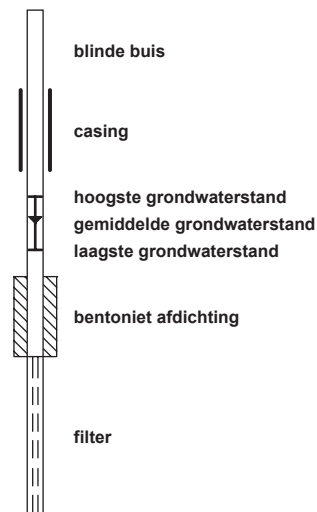 blinde buis
casing
hoogste grondwaterstand
gemiddelde grondwaterstand
laagste grondwaterstand
bentoniet afdichting
filter